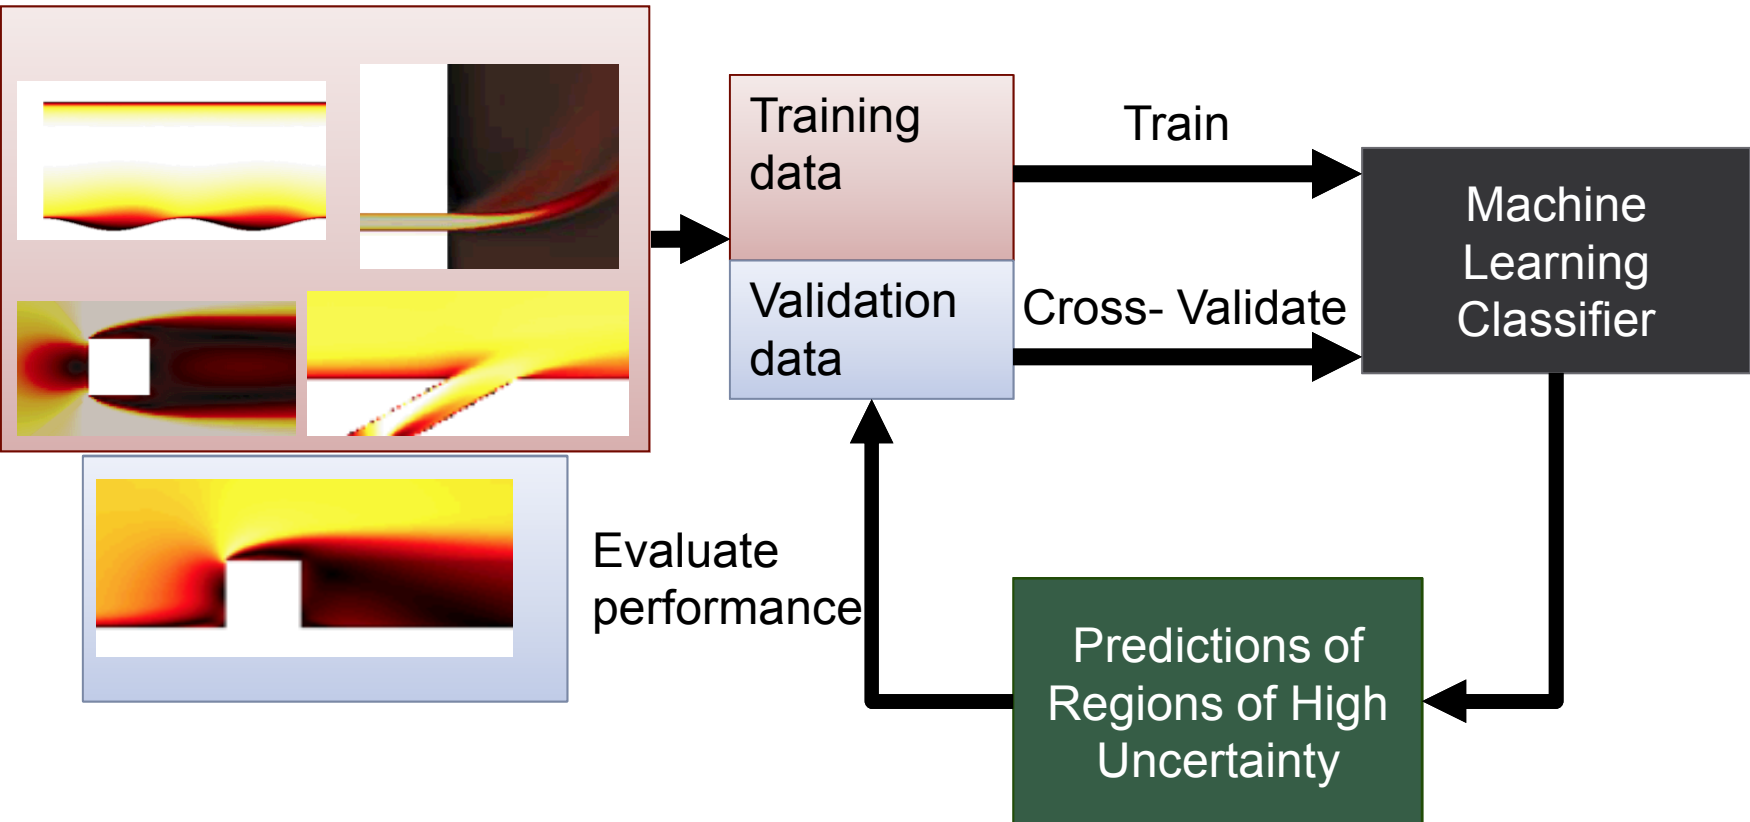 Training
data
Train
Validation
data
Cross- Validate
Machine
Learning
Classifier
Evaluate
performance
Predictions of
Regions of High
Uncertainty